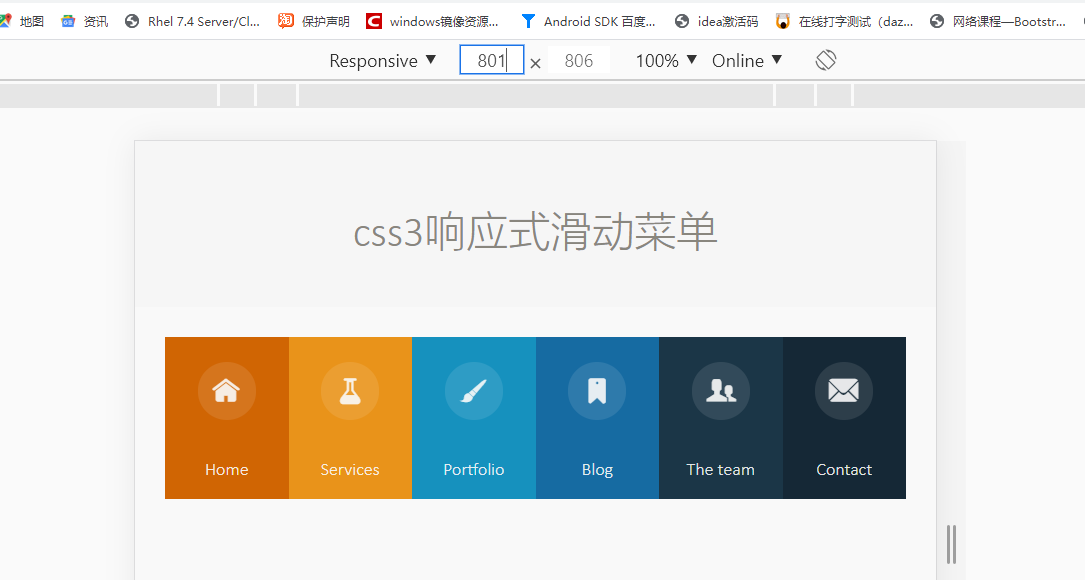 地图 资讯 Rhel 7.4 Server/Cl... 保护声明 windows镜像资源... Android SDK 百度... idea激活码 在线打字测试（daz... 网络课程—Bootstr...
Responsive ▼ 801 × 806 100% ▼ Online ▼
css3响应式滑动菜单
Home Services Portfolio Blog The team Contact